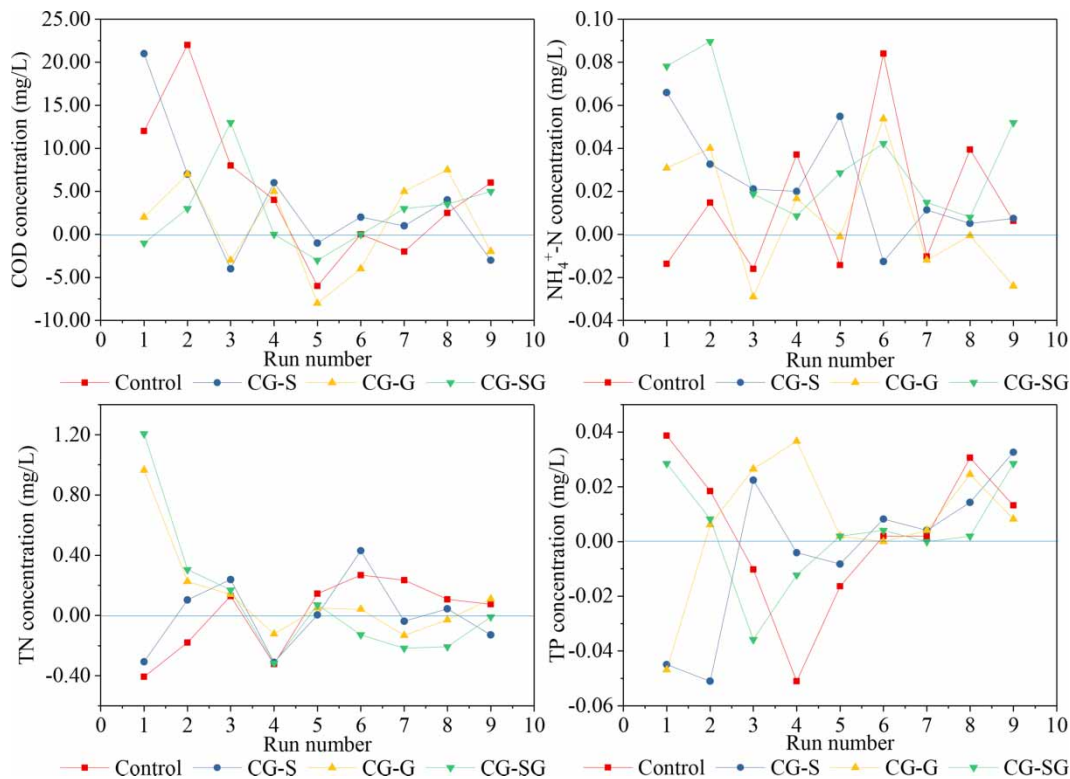 COD concentration (mg/L)
25.00
20.00
15.00
10.00
5.00
0.00
-5.00
-10.00
0 1 2 3 4 5 6 7 8 9 10
Run number
Control CG-S CG-G CG-SG
NH₄⁺-N concentration (mg/L)
0.10
0.08
0.06
0.04
0.02
0.00
-0.02
-0.04
0 1 2 3 4 5 6 7 8 9 10
Run number
Control CG-S CG-G CG-SG
TN concentration (mg/L)
1.20
0.80
0.40
0.00
-0.40
0 1 2 3 4 5 6 7 8 9 10
Run number
Control CG-S CG-G CG-SG
TP concentration (mg/L)
0.04
0.02
0.00
-0.02
-0.04
-0.06
0 1 2 3 4 5 6 7 8 9 10
Run number
Control CG-S CG-G CG-SG